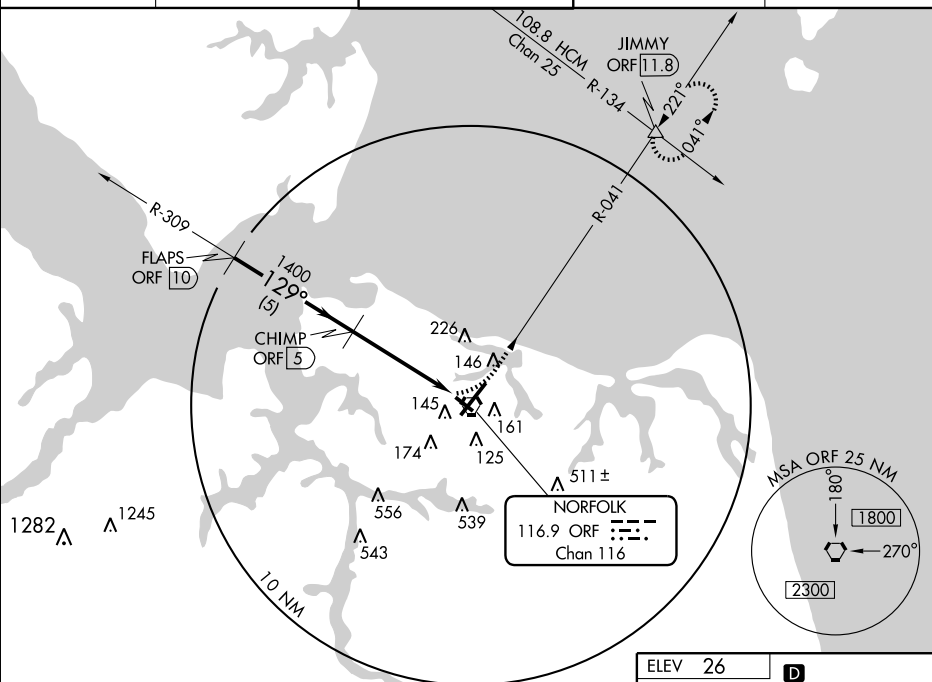 108.8 HCM
Chan 25
R-134
JIMMY
ORF 11.8
221°
041°
R-041
R-309
FLAPS
ORF 10
1400
129°
(5)
CHIMP
ORF 5
226
146
145
161
174
125
511 ±
556
539
543
1282
1245
NORFOLK
116.9 ORF
Chan 116
10 NM
MSA ORF 25 NM
180°
1800
270°
2300
ELEV 26
D